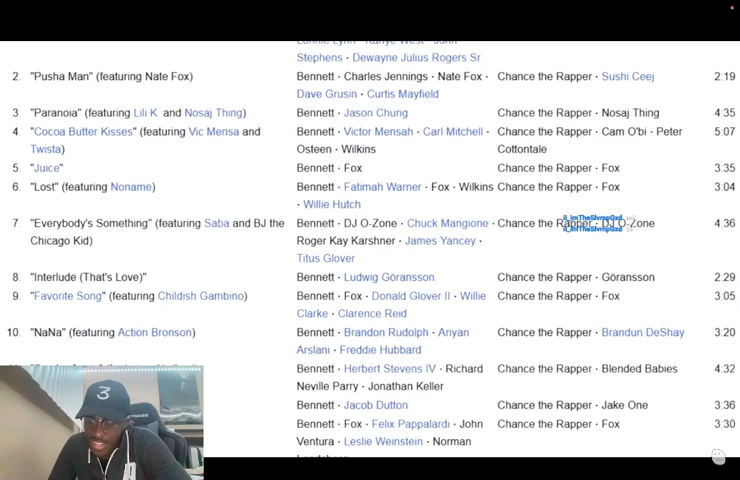 Stephens · Dewayne Julius Rogers Sr
2. "Pusha Man" (featuring Nate Fox) Bennett · Charles Jennings · Nate Fox · Chance the Rapper · Sushi Ceej 2:19
Dave Grusin · Curtis Mayfield
3. "Paranoia" (featuring Lili K and Nosaj Thing) Bennett · Jason Chung Chance the Rapper · Nosaj Thing 4:35
4. "Cocoa Butter Kisses" (featuring Vic Mensa and Bennett · Victor Mensah · Carl Mitchell · Chance the Rapper · Cam O'bi · Peter 5:07
Twista) Osteen · Wilkins Cottontale
5. "Juice" Bennett · Fox Chance the Rapper · Fox 3:35
6. "Lost" (featuring Noname) Bennett · Fatimah Warner · Fox · Wilkins Chance the Rapper · Fox 3:04
· Willie Hutch
7. "Everybody's Something" (featuring Saba and BJ the Bennett · DJ O-Zone · Chuck Mangione · Chance the Rapper · DJ O-Zone 4:36
Chicago Kid) Roger Kay Karshner · James Yancey ·
Titus Glover
8. "Interlude (That's Love)" Bennett · Ludwig Göransson Chance the Rapper · Göransson 2:29
9. "Favorite Song" (featuring Childish Gambino) Bennett · Fox · Donald Glover II · Willie Chance the Rapper · Fox 3:05
Clarke · Clarence Reid
10. "NaNa" (featuring Action Bronson) Bennett · Brandon Rudolph · Ariyan Chance the Rapper · Brandun DeShay 3:20
Arslani · Freddie Hubbard
Bennett · Herbert Stevens IV · Richard Chance the Rapper · Blended Babies 4:32
Neville Parry · Jonathan Keller
Bennett · Jacob Dutton Chance the Rapper · Jake One 3:36
Bennett · Fox · Felix Pappalardi · John Chance the Rapper · Fox 3:30
Ventura · Leslie Weinstein · Norman
3